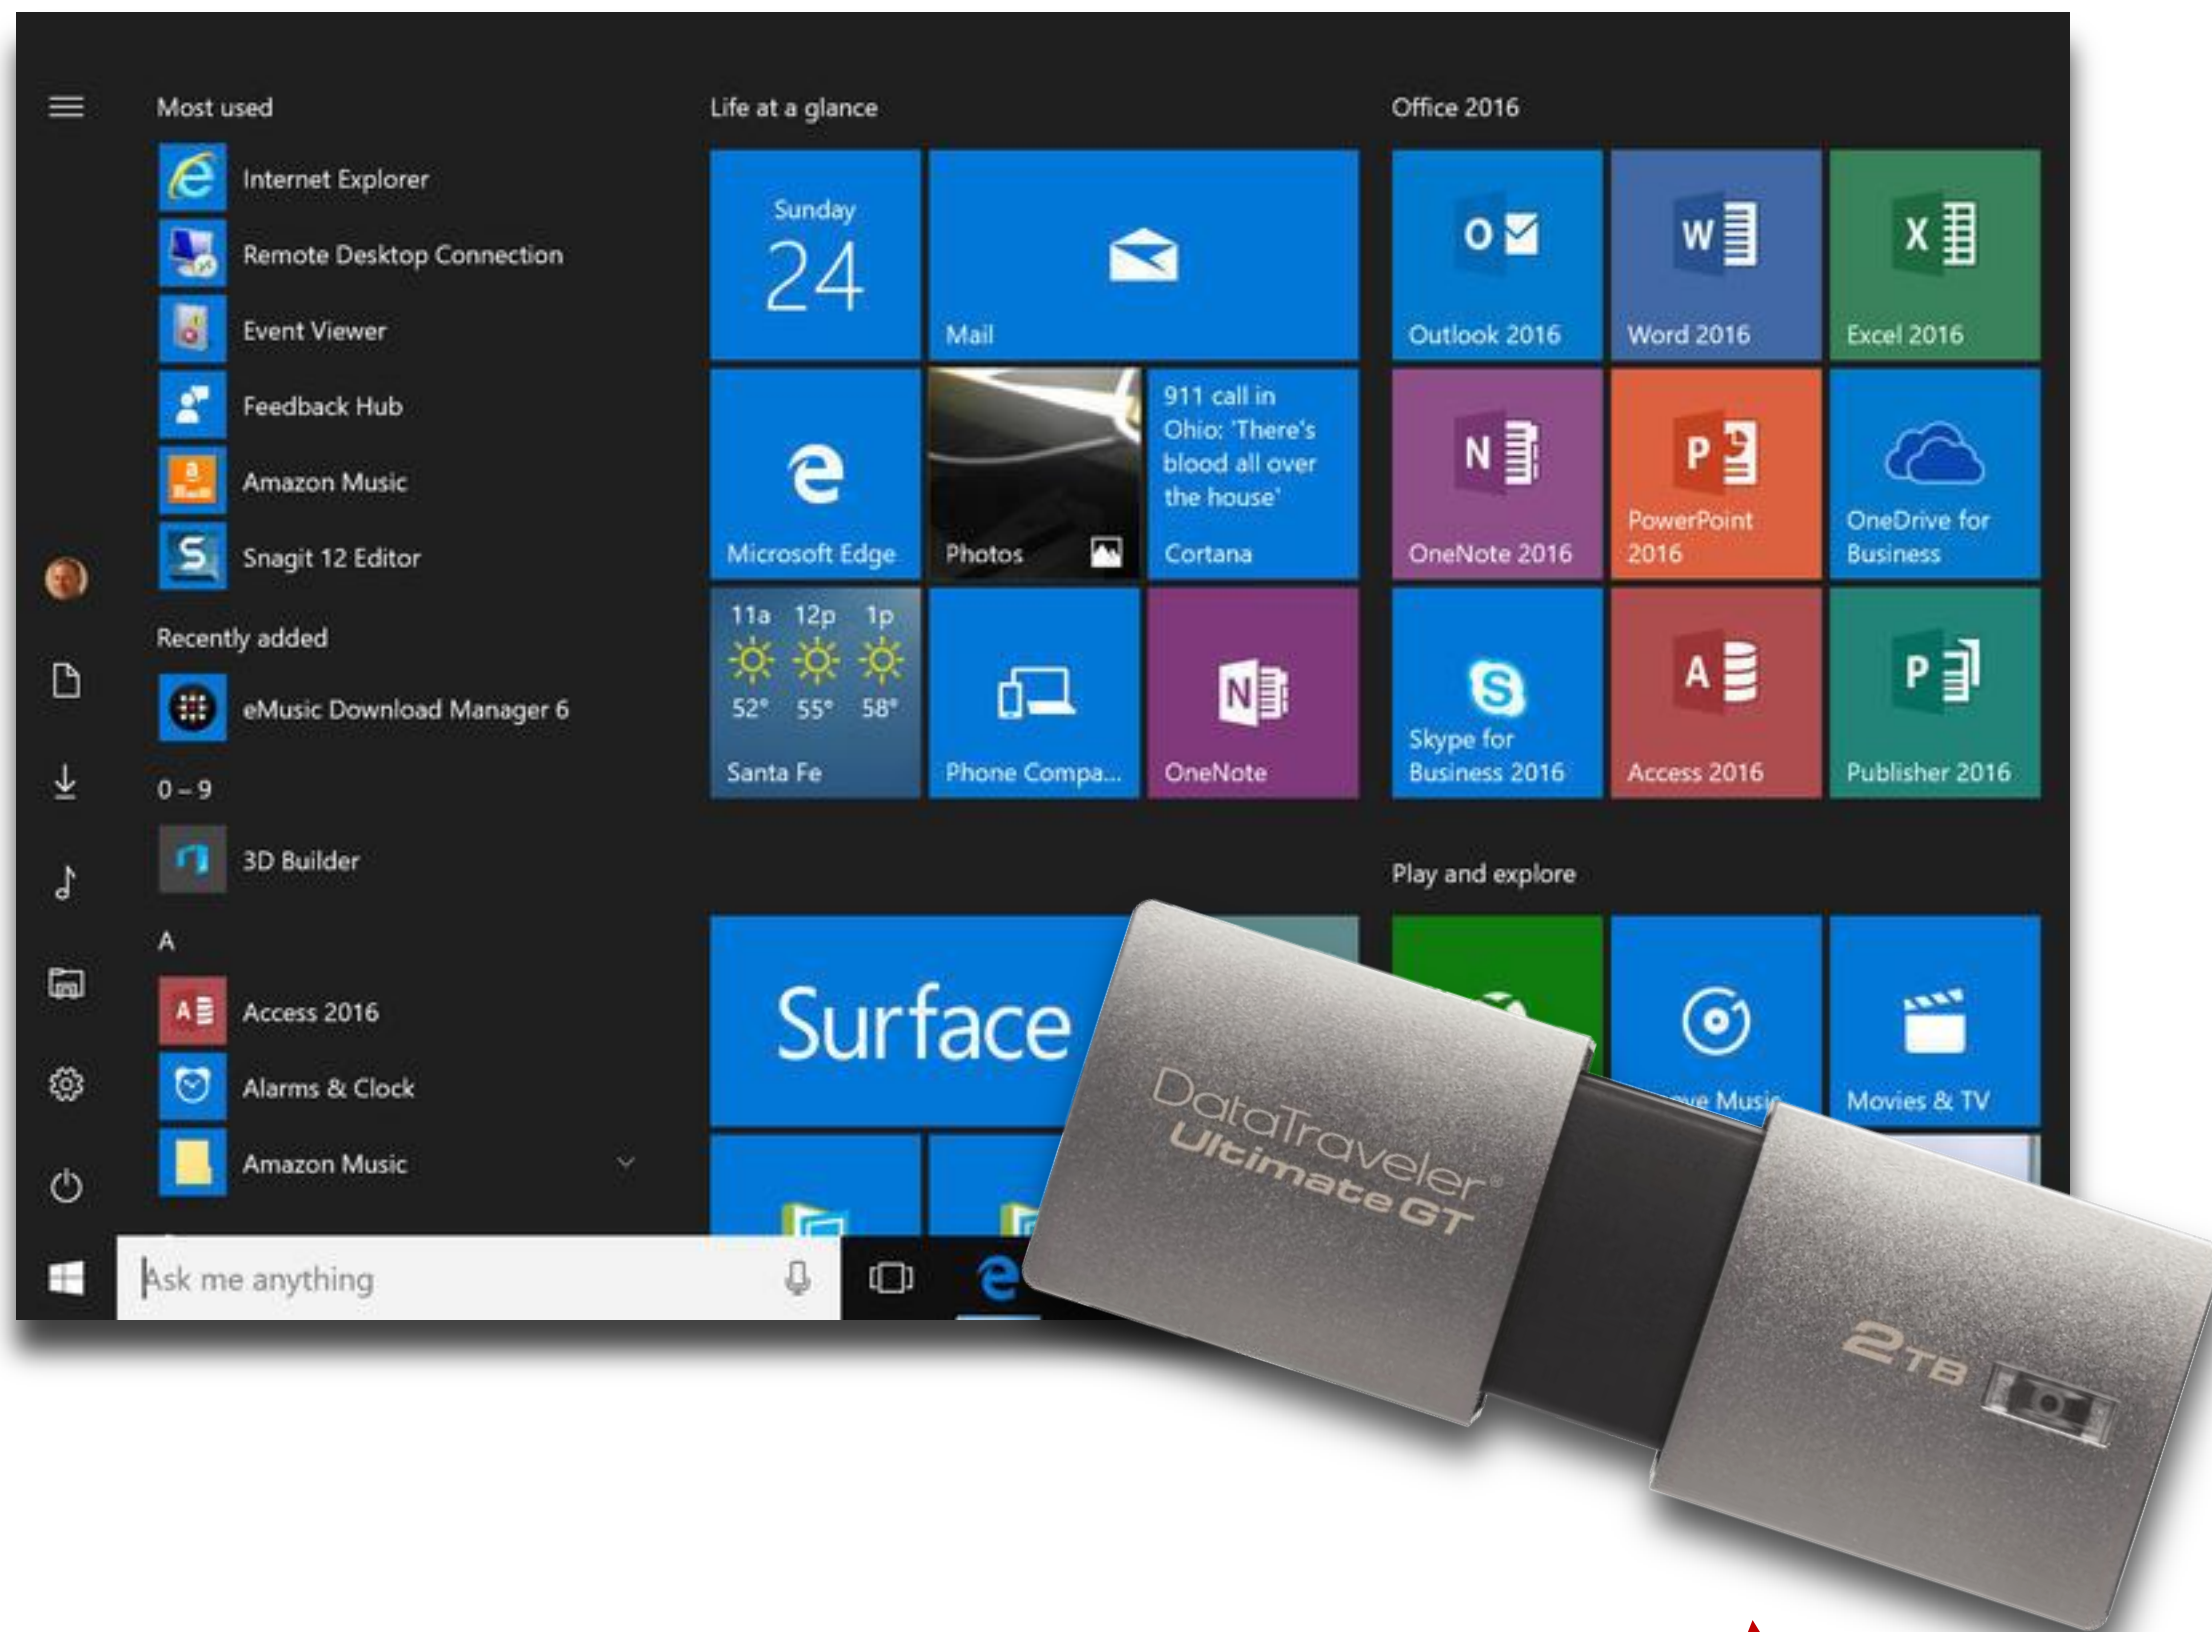 Most used
Internet Explorer
Remote Desktop Connection
Event Viewer
Feedback Hub
Amazon Music
Snagit 12 Editor
Recently added
eMusic Download Manager 6
0 – 9
3D Builder
A
Access 2016
Alarms & Clock
Amazon Music
Ask me anything
Life at a glance
Sunday
24
Mail
Microsoft Edge
Photos
911 call in
Ohio: 'There's
blood all over
the house'
Cortana
11a 12p 1p
52° 55° 58°
Santa Fe
Phone Compa...
OneNote
Surface
Office 2016
Outlook 2016
Word 2016
Excel 2016
OneNote 2016
PowerPoint
2016
OneDrive for
Business
Skype for
Business 2016
Access 2016
Publisher 2016
Play and explore
Music
Movies & TV
DataTraveler®
Ultimate GT
2TB